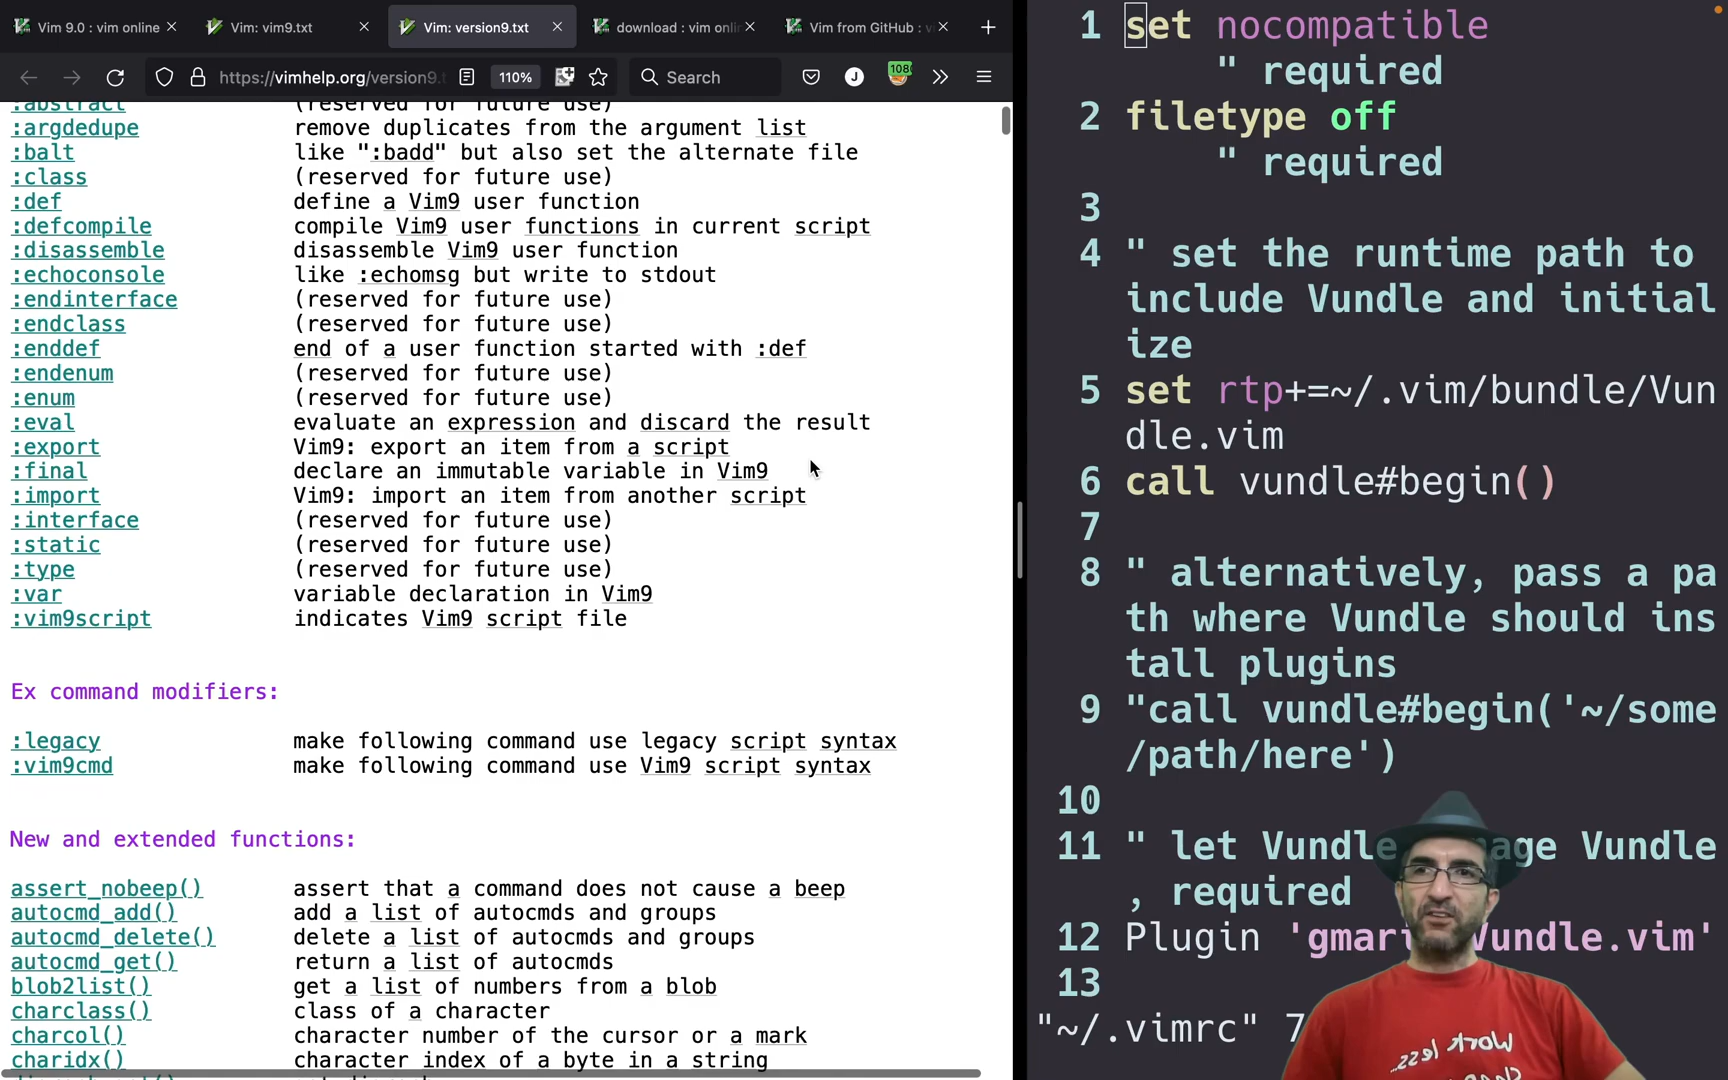 Vim 9.0 : vim online
Vim: vim9.txt
Vim: version9.txt
download : vim onli
Vim from GitHub : v
https://vimhelp.org/version9.
110%
Search
J
108
:abstract (reserved for future use)
:argdedupe remove duplicates from the argument list
:balt like ":badd" but also set the alternate file
:class (reserved for future use)
:def define a Vim9 user function
:defcompile compile Vim9 user functions in current script
:disassemble disassemble Vim9 user function
:echoconsole like :echomsg but write to stdout
:endinterface (reserved for future use)
:endclass (reserved for future use)
:enddef end of a user function started with :def
:endenum (reserved for future use)
:enum (reserved for future use)
:eval evaluate an expression and discard the result
:export Vim9: export an item from a script
:final declare an immutable variable in Vim9
:import Vim9: import an item from another script
:interface (reserved for future use)
:static (reserved for future use)
:type (reserved for future use)
:var variable declaration in Vim9
:vim9script indicates Vim9 script file
Ex command modifiers:
:legacy make following command use legacy script syntax
:vim9cmd make following command use Vim9 script syntax
New and extended functions:
assert_nobeep() assert that a command does not cause a beep
autocmd_add() add a list of autocmds and groups
autocmd_delete() delete a list of autocmds and groups
autocmd_get() return a list of autocmds
blob2list() get a list of numbers from a blob
charclass() class of a character
charcol() character number of the cursor or a mark
charidx() character index of a byte in a string
1 set nocompatible
" required
2 filetype off
" required
3
4 " set the runtime path to
include Vundle and initial
ize
5 set rtp+=~/.vim/bundle/Vun
dle.vim
6 call vundle#begin()
7
8 " alternatively, pass a pa
th where Vundle should ins
tall plugins
9 "call vundle#begin('~/some
/path/here')
10
11 " let Vundle age Vundle
, required
12 Plugin 'gmari Vundle.vim'
13
"~/.vimrc" 7
Work less